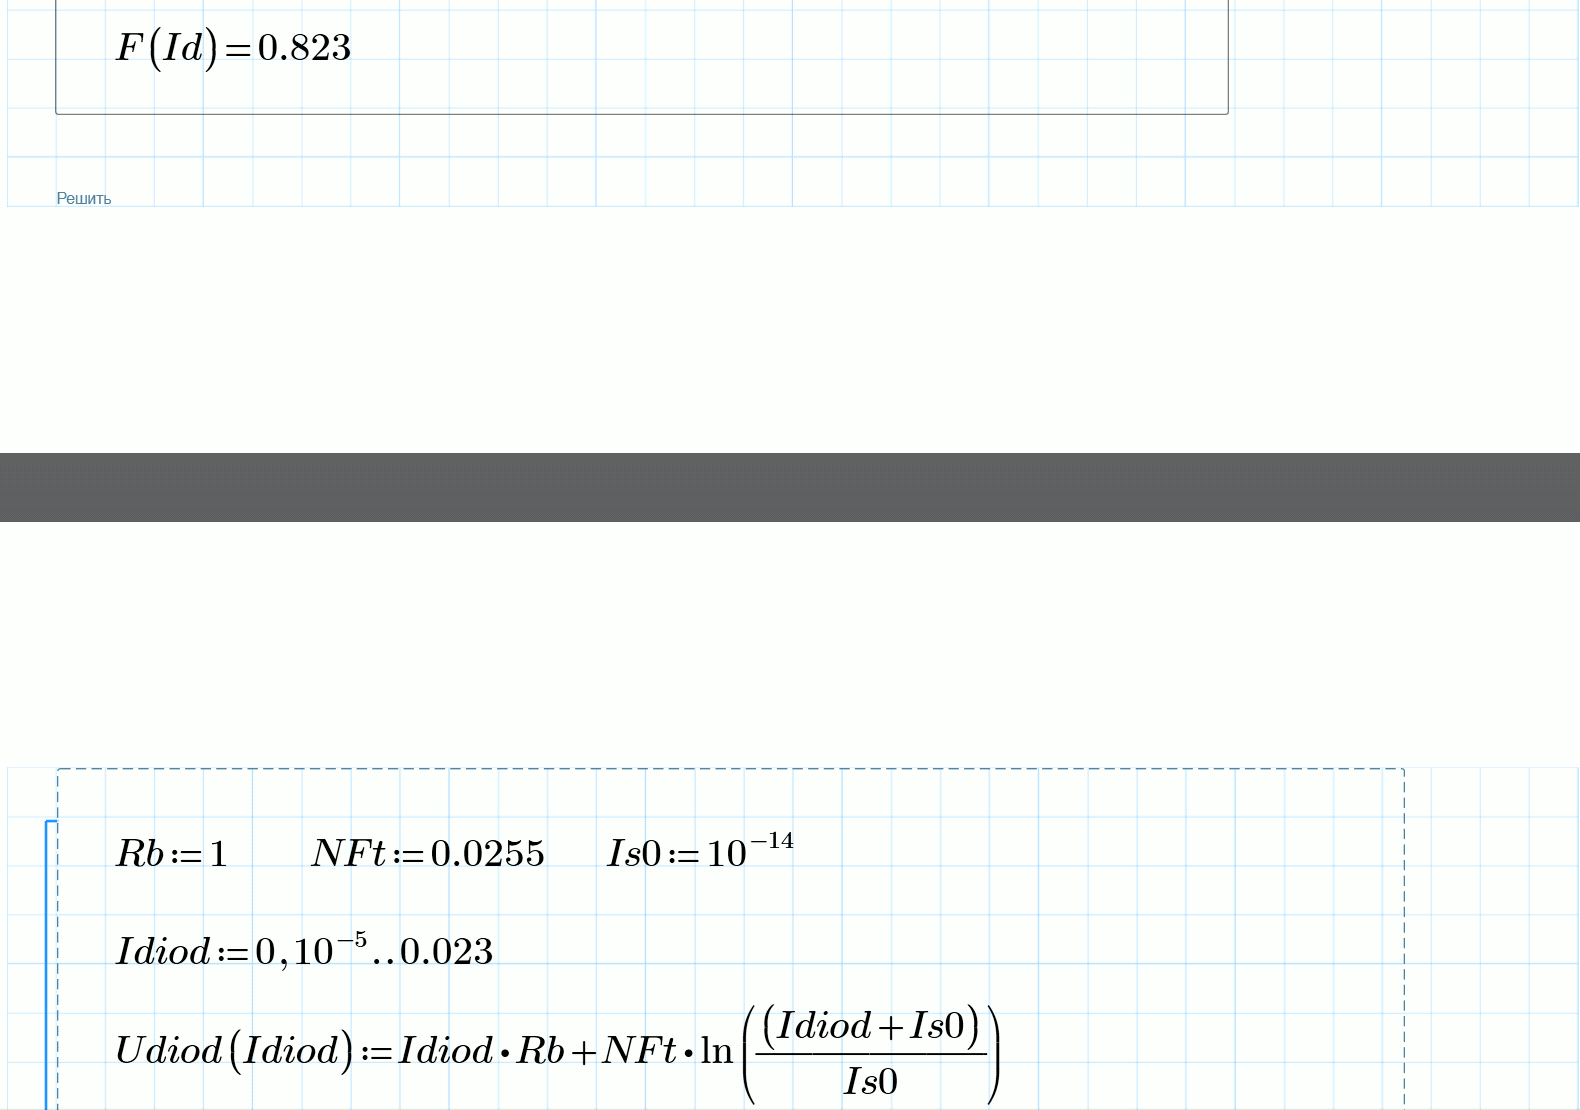 F(Id)=0.823
Решить
Rb:=1 NFt:=0.0255 Is0:=10⁻¹⁴
Idiod:=0,10⁻⁵..0.023
Udiod(Idiod):=Idiod•Rb+NFt•ln((Idiod+Is0)/Is0)